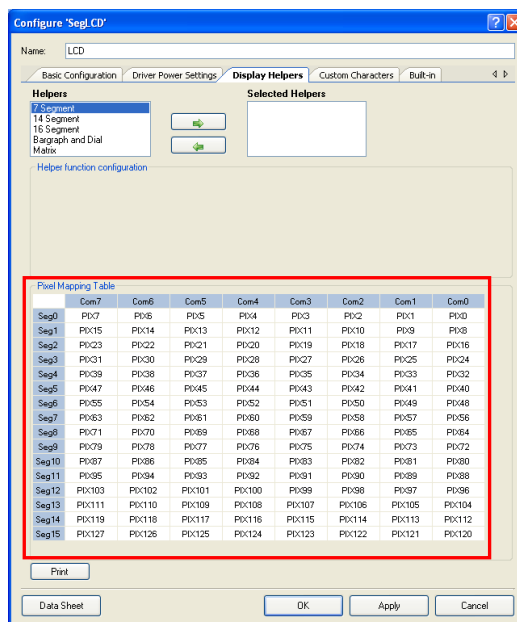 Configure 'SegLCD'
Name: LCD
Basic Configuration Driver Power Settings Display Helpers Custom Characters Built-in
Helpers Selected Helpers
7 Segment
14 Segment
16 Segment
Bargraph and Dial
Matrix
Helper function configuration
Pixel Mapping Table
Com7 Com6 Com5 Com4 Com3 Com2 Com1 Com0
Seg0 PIX7 PIX6 PIX5 PIX4 PIX3 PIX2 PIX1 PIX0
Seg1 PIX15 PIX14 PIX13 PIX12 PIX11 PIX10 PIX9 PIX8
Seg2 PIX23 PIX22 PIX21 PIX20 PIX19 PIX18 PIX17 PIX16
Seg3 PIX31 PIX30 PIX29 PIX28 PIX27 PIX26 PIX25 PIX24
Seg4 PIX39 PIX38 PIX37 PIX36 PIX35 PIX34 PIX33 PIX32
Seg5 PIX47 PIX46 PIX45 PIX44 PIX43 PIX42 PIX41 PIX40
Seg6 PIX55 PIX54 PIX53 PIX52 PIX51 PIX50 PIX49 PIX48
Seg7 PIX63 PIX62 PIX61 PIX60 PIX59 PIX58 PIX57 PIX56
Seg8 PIX71 PIX70 PIX69 PIX68 PIX67 PIX66 PIX65 PIX64
Seg9 PIX79 PIX78 PIX77 PIX76 PIX75 PIX74 PIX73 PIX72
Seg10 PIX87 PIX86 PIX85 PIX84 PIX83 PIX82 PIX81 PIX80
Seg11 PIX95 PIX94 PIX93 PIX92 PIX91 PIX90 PIX89 PIX88
Seg12 PIX103 PIX102 PIX101 PIX100 PIX99 PIX98 PIX97 PIX96
Seg13 PIX111 PIX110 PIX109 PIX108 PIX107 PIX106 PIX105 PIX104
Seg14 PIX119 PIX118 PIX117 PIX116 PIX115 PIX114 PIX113 PIX112
Seg15 PIX127 PIX126 PIX125 PIX124 PIX123 PIX122 PIX121 PIX120
Print
Data Sheet OK Apply Cancel